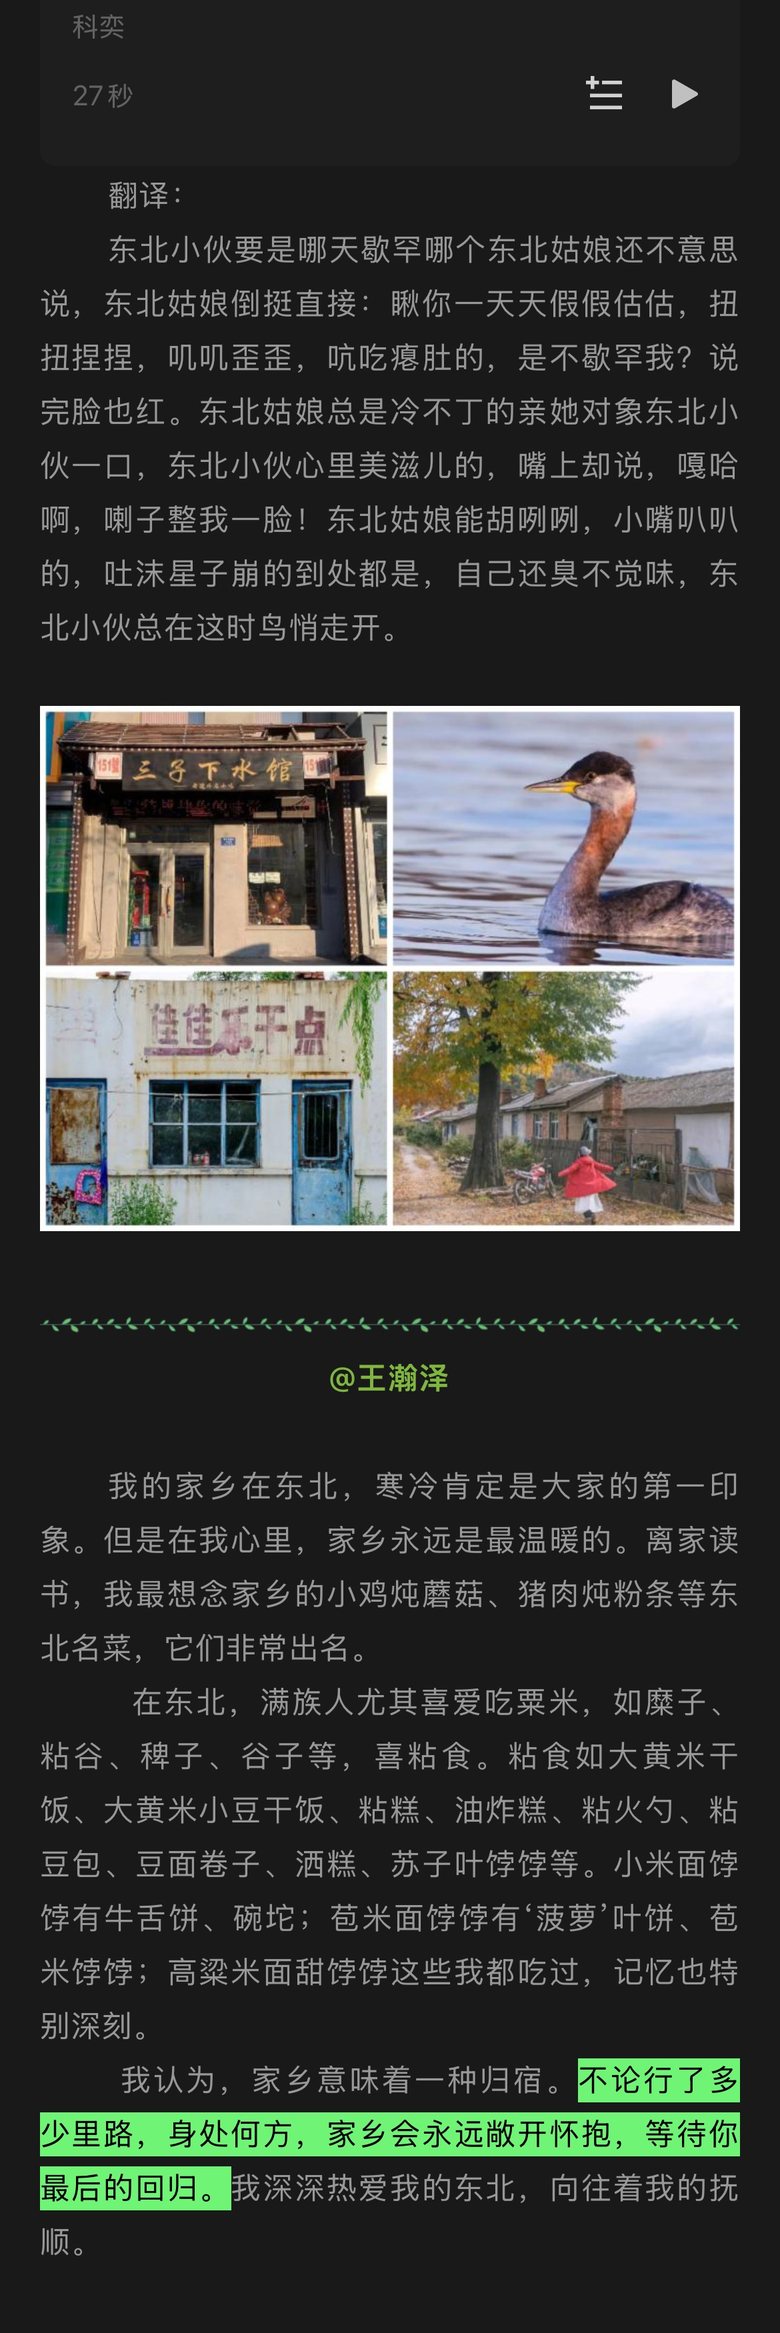 科奕
27秒
翻译：
东北小伙要是哪天歇罕哪个东北姑娘还不意思
说，东北姑娘倒挺直接：瞅你一天天假假估估，扭
扭捏捏，叽叽歪歪，吭吃瘪肚的，是不歇罕我？说
完脸也红。东北姑娘总是冷不丁的亲她对象东北小
伙一口，东北小伙心里美滋儿的，嘴上却说，嘎哈
啊，喇子整我一脸！东北姑娘能胡咧咧，小嘴叭叭
的，吐沫星子崩的到处都是，自己还臭不觉味，东
北小伙总在这时鸟悄走开。
151號 三子下水馆 151號
佳佳乐干点
@王瀚泽
我的家乡在东北，寒冷肯定是大家的第一印
象。但是在我心里，家乡永远是最温暖的。离家读
书，我最想念家乡的小鸡炖蘑菇、猪肉炖粉条等东
北名菜，它们非常出名。
在东北，满族人尤其喜爱吃粟米，如糜子、
粘谷、稗子、谷子等，喜粘食。粘食如大黄米干
饭、大黄米小豆干饭、粘糕、油炸糕、粘火勺、粘
豆包、豆面卷子、洒糕、苏子叶饽饽等。小米面饽
饽有牛舌饼、碗坨；苞米面饽饽有‘菠萝’叶饼、苞
米饽饽；高粱米面甜饽饽这些我都吃过，记忆也特
别深刻。
我认为，家乡意味着一种归宿。不论行了多
少里路，身处何方，家乡会永远敞开怀抱，等待你
最后的回归。我深深热爱我的东北，向往着我的抚
顺。